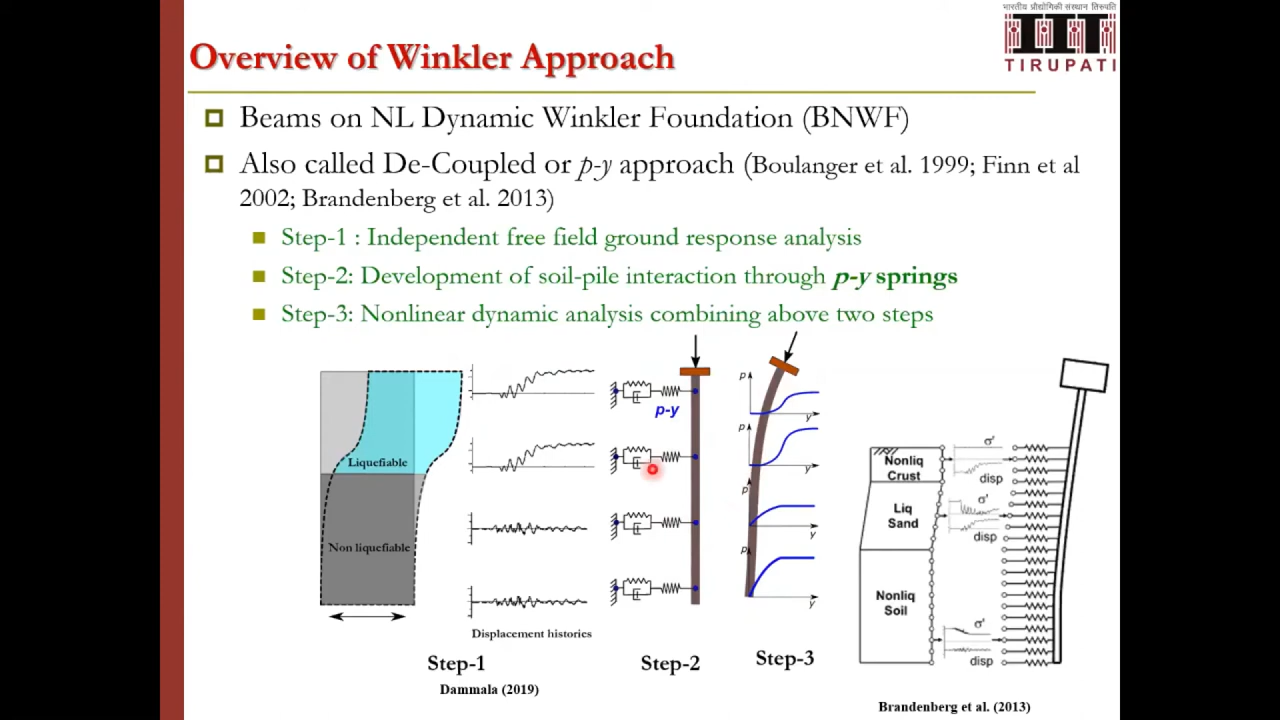 भारतीय प्रौद्योगिकी संस्थान तिरुपति
TIRUPATI
Overview of Winkler Approach
Beams on NL Dynamic Winkler Foundation (BNWF)
Also called De-Coupled or p-y approach (Boulanger et al. 1999; Finn et al
2002; Brandenberg et al. 2013)
Step-1 : Independent free field ground response analysis
Step-2: Development of soil-pile interaction through p-y springs
Step-3: Nonlinear dynamic analysis combining above two steps
Liquefiable
Non liquefiable
Displacement histories
Step-1
Dammala (2019)
p-y
Step-2
p
y
p
y
p
y
p
y
Step-3
Nonliq
Crust
Liq
Sand
Nonliq
Soil
σ'
disp
σ'
disp
σ'
disp
Brandenberg et al. (2013)